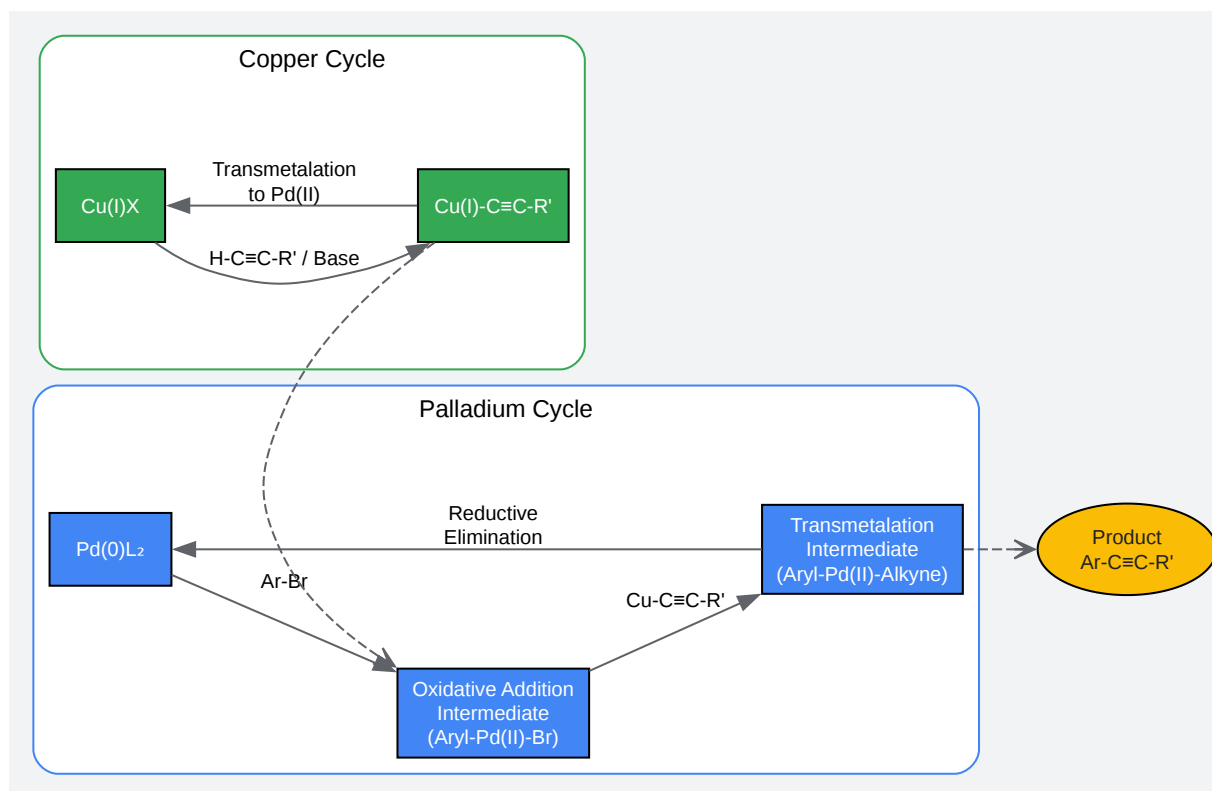 Copper Cycle
Transmetalation
to Pd(II)
Cu(I)X
Cu(I)-C≡C-R'
H-C≡C-R' / Base
Palladium Cycle
Reductive
Elimination
Pd(0)L₂
Transmetalation
Intermediate
(Aryl-Pd(II)-Alkyne)
Product
Ar-C≡C-R'
Ar-Br
Cu-C≡C-R'
Oxidative Addition
Intermediate
(Aryl-Pd(II)-Br)